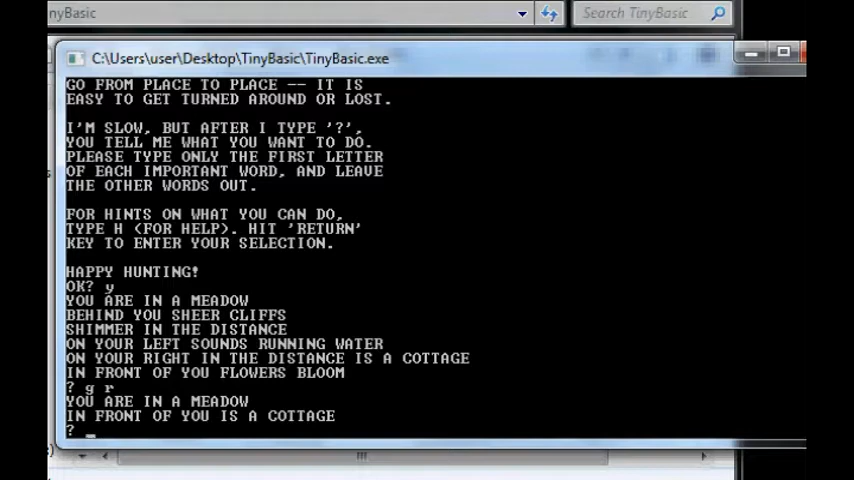 nyBasic
Search TinyBasic
C:\Users\user\Desktop\TinyBasic\TinyBasic.exe
GO FROM PLACE TO PLACE -- IT IS
EASY TO GET TURNED AROUND OR LOST.
I'M SLOW, BUT AFTER I TYPE '?',
YOU TELL ME WHAT YOU WANT TO DO.
PLEASE TYPE ONLY THE FIRST LETTER
OF EACH IMPORTANT WORD, AND LEAVE
THE OTHER WORDS OUT.
FOR HINTS ON WHAT YOU CAN DO,
TYPE H (FOR HELP). HIT 'RETURN'
KEY TO ENTER YOUR SELECTION.
HAPPY HUNTING!
OK? y
YOU ARE IN A MEADOW
BEHIND YOU SHEER CLIFFS
SHIMMER IN THE DISTANCE
ON YOUR LEFT SOUNDS RUNNING WATER
ON YOUR RIGHT IN THE DISTANCE IS A COTTAGE
IN FRONT OF YOU FLOWERS BLOOM
? g r
YOU ARE IN A MEADOW
IN FRONT OF YOU IS A COTTAGE
? _